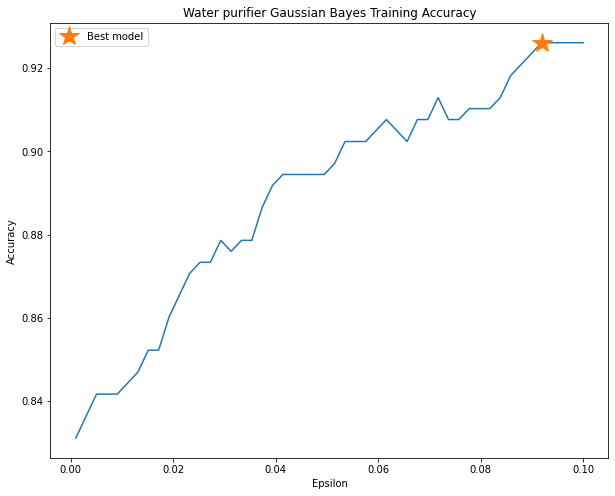 Water purifier Gaussian Bayes Training Accuracy
Best model
0.92
0.90
0.88
0.86
0.84
Accuracy
0.00 0.02 0.04 0.06 0.08 0.10
Epsilon